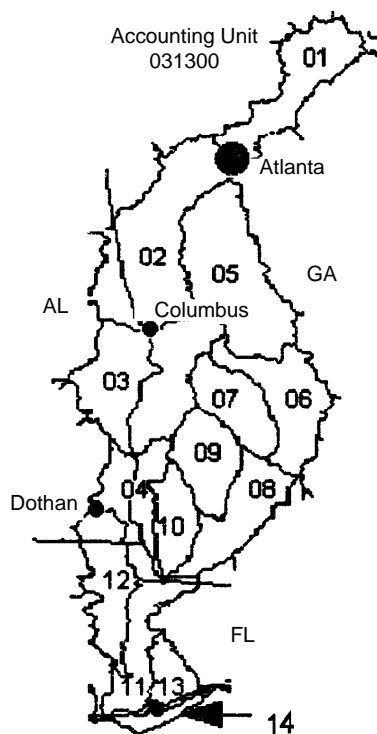 Accounting Unit
031300
01
Atlanta
02
05
GA
AL
Columbus
03
07
06
09
04
08
Dothan
10
12
FL
11
13
14